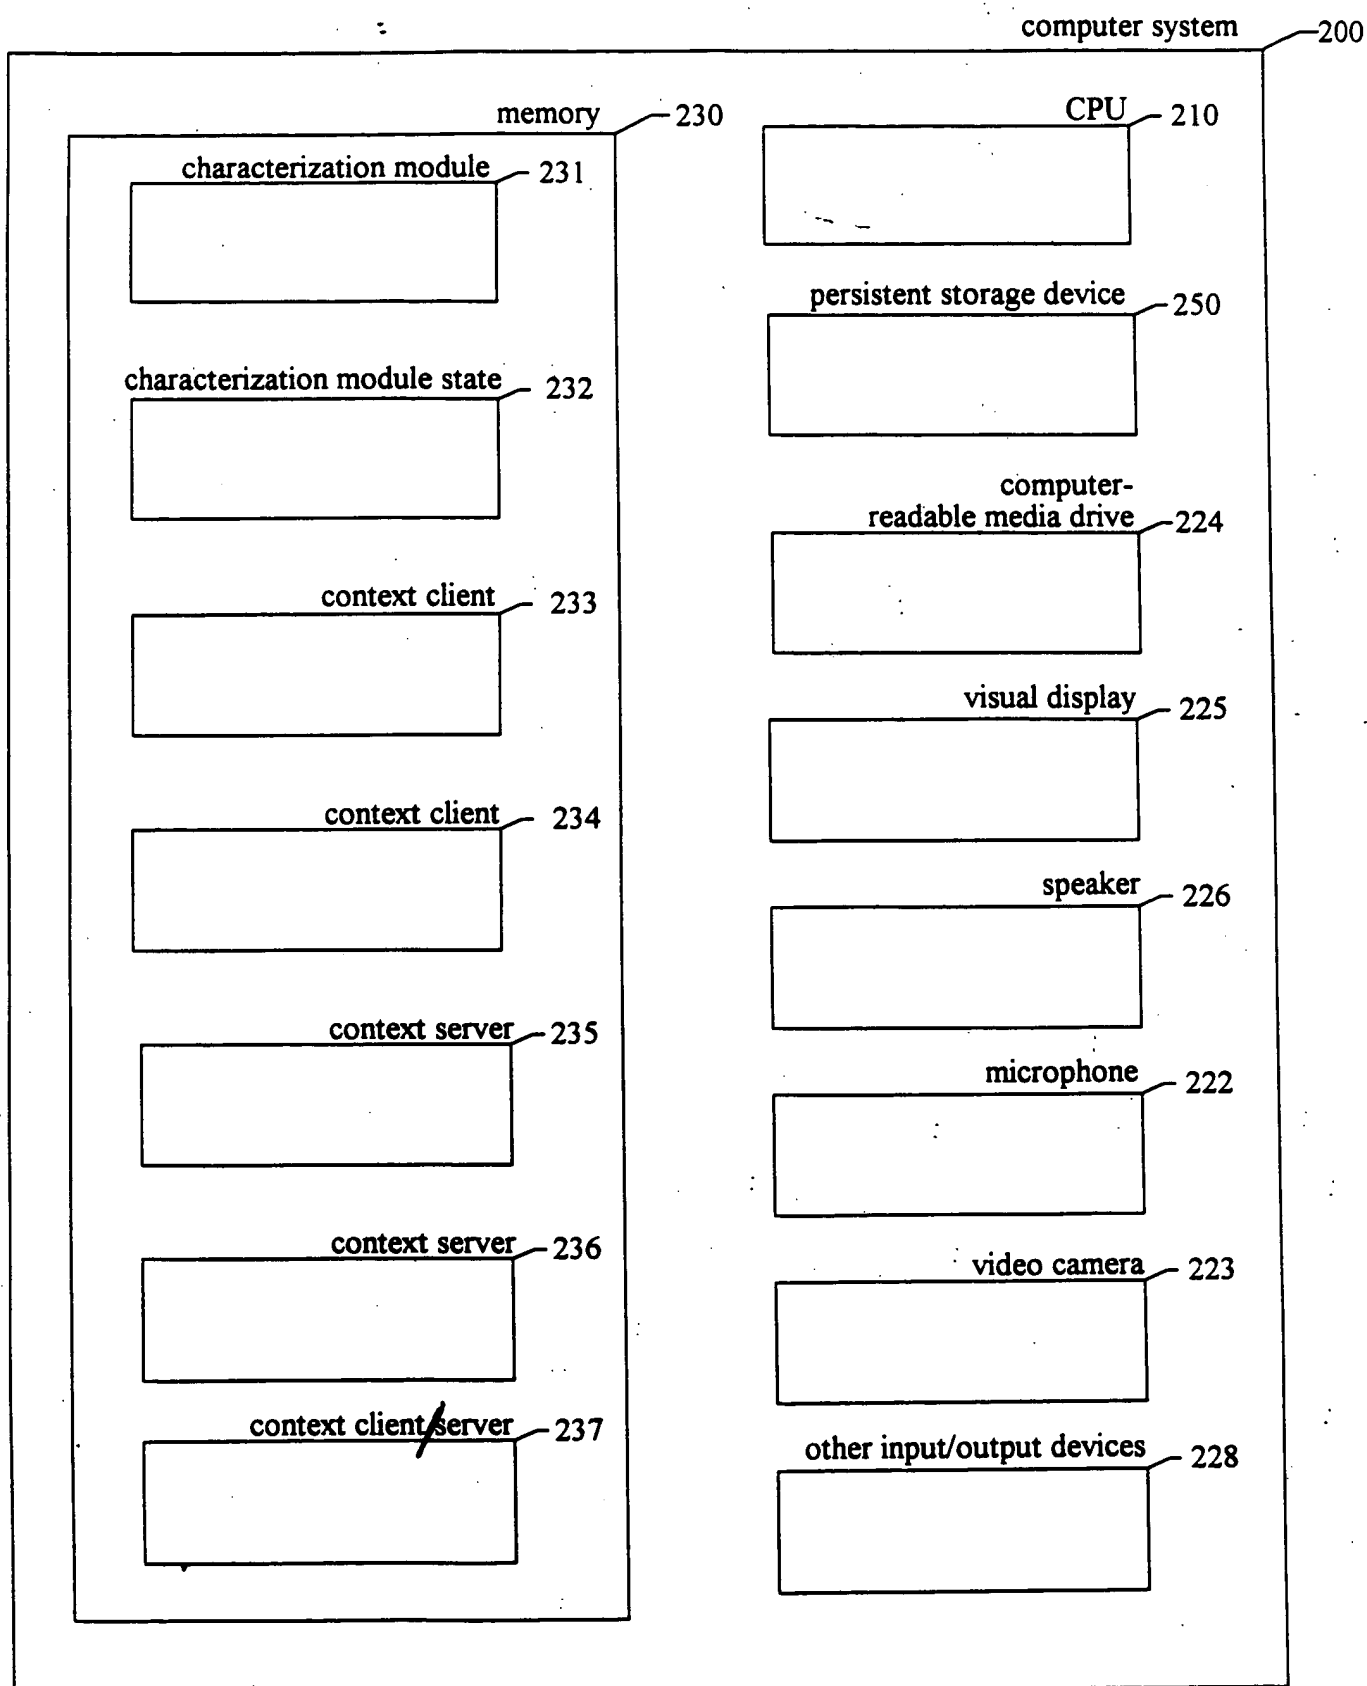 computer system 200
memory 230
characterization module 231
characterization module state 232
context client 233
context client 234
context server 235
context server 236
context client/server 237
CPU 210
persistent storage device 250
computer-
readable media drive 224
visual display 225
speaker 226
microphone 222
video camera 223
other input/output devices 228